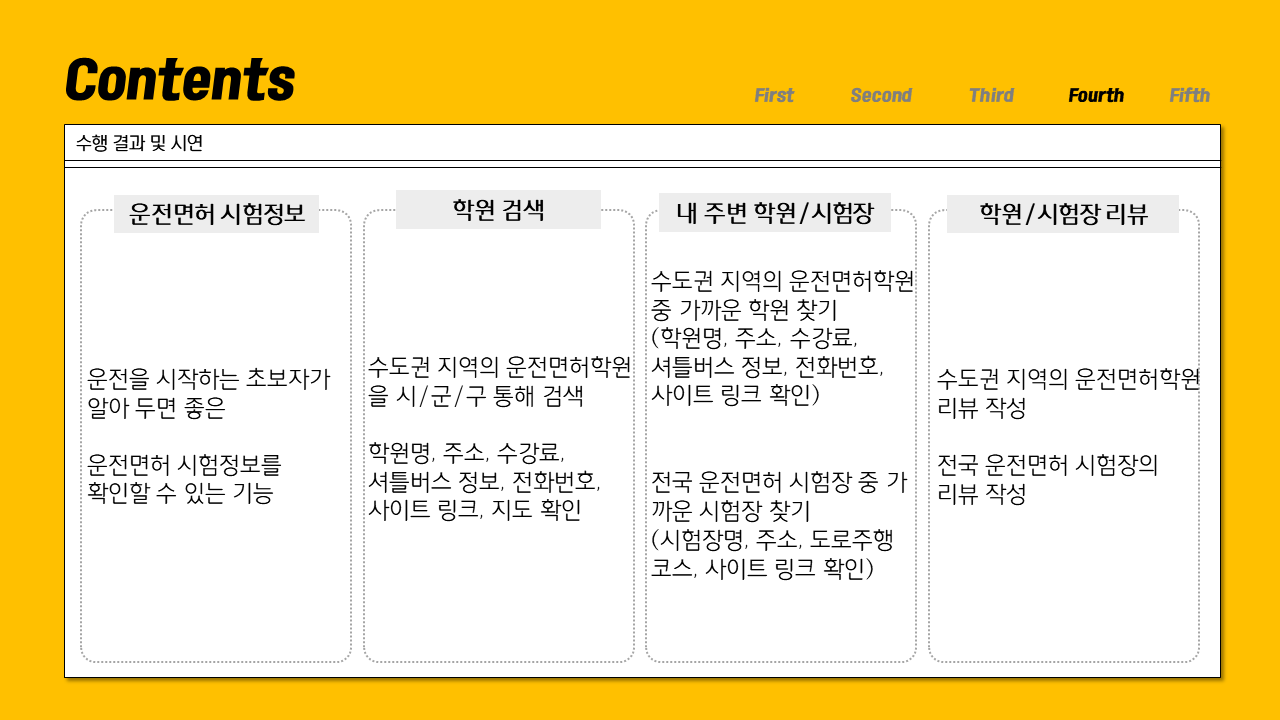 Contents
First Second Third Fourth Fifth
수행 결과 및 시연
운전면허 시험정보
운전을 시작하는 초보자가
알아 두면 좋은
운전면허 시험정보를
확인할 수 있는 기능
학원 검색
수도권 지역의 운전면허학원
을 시/군/구 통해 검색
학원명, 주소, 수강료,
셔틀버스 정보, 전화번호,
사이트 링크, 지도 확인
내 주변 학원/시험장
수도권 지역의 운전면허학원
중 가까운 학원 찾기
(학원명, 주소, 수강료,
셔틀버스 정보, 전화번호,
사이트 링크 확인)
전국 운전면허 시험장 중 가
까운 시험장 찾기
(시험장명, 주소, 도로주행
코스, 사이트 링크 확인)
학원/시험장 리뷰
수도권 지역의 운전면허학원
리뷰 작성
전국 운전면허 시험장의
리뷰 작성